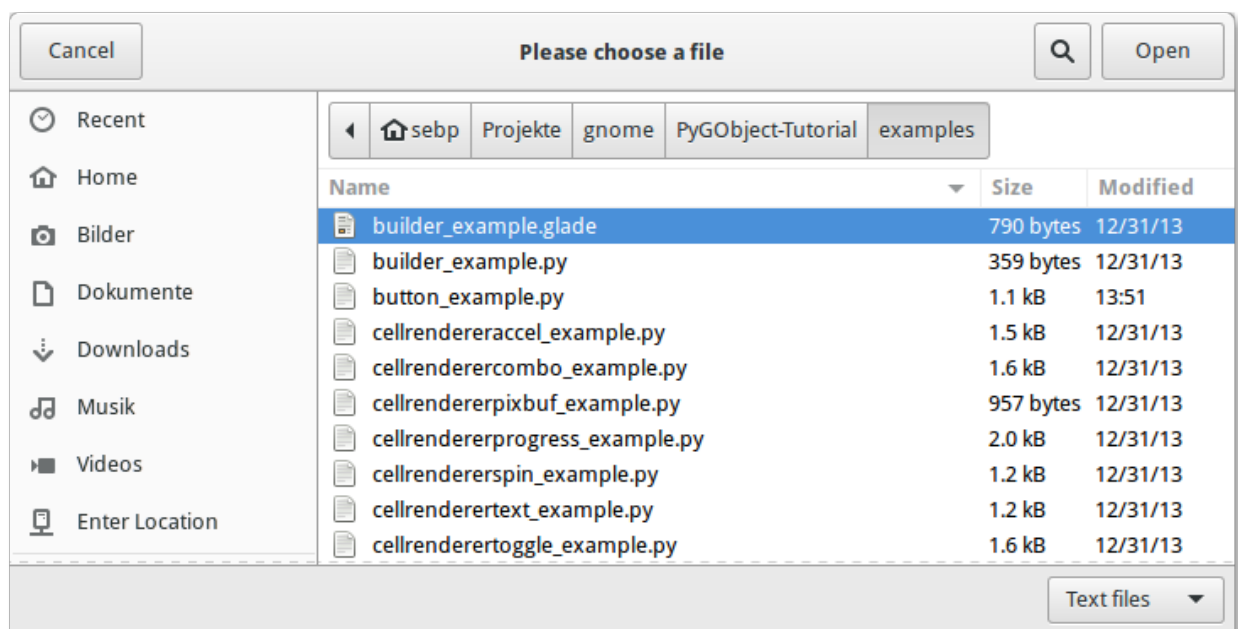 Cancel Please choose a file Open
Recent
Home
Bilder
Dokumente
Downloads
Musik
Videos
Enter Location
sebp Projekte gnome PyGObject-Tutorial examples
Name Size Modified
builder_example.glade 790 bytes 12/31/13
builder_example.py 359 bytes 12/31/13
button_example.py 1.1 kB 13:51
cellrendereraccel_example.py 1.5 kB 12/31/13
cellrenderercombo_example.py 1.6 kB 12/31/13
cellrendererpixbuf_example.py 957 bytes 12/31/13
cellrendererprogress_example.py 2.0 kB 12/31/13
cellrendererspin_example.py 1.2 kB 12/31/13
cellrenderertext_example.py 1.2 kB 12/31/13
cellrenderertoggle_example.py 1.6 kB 12/31/13
Text files